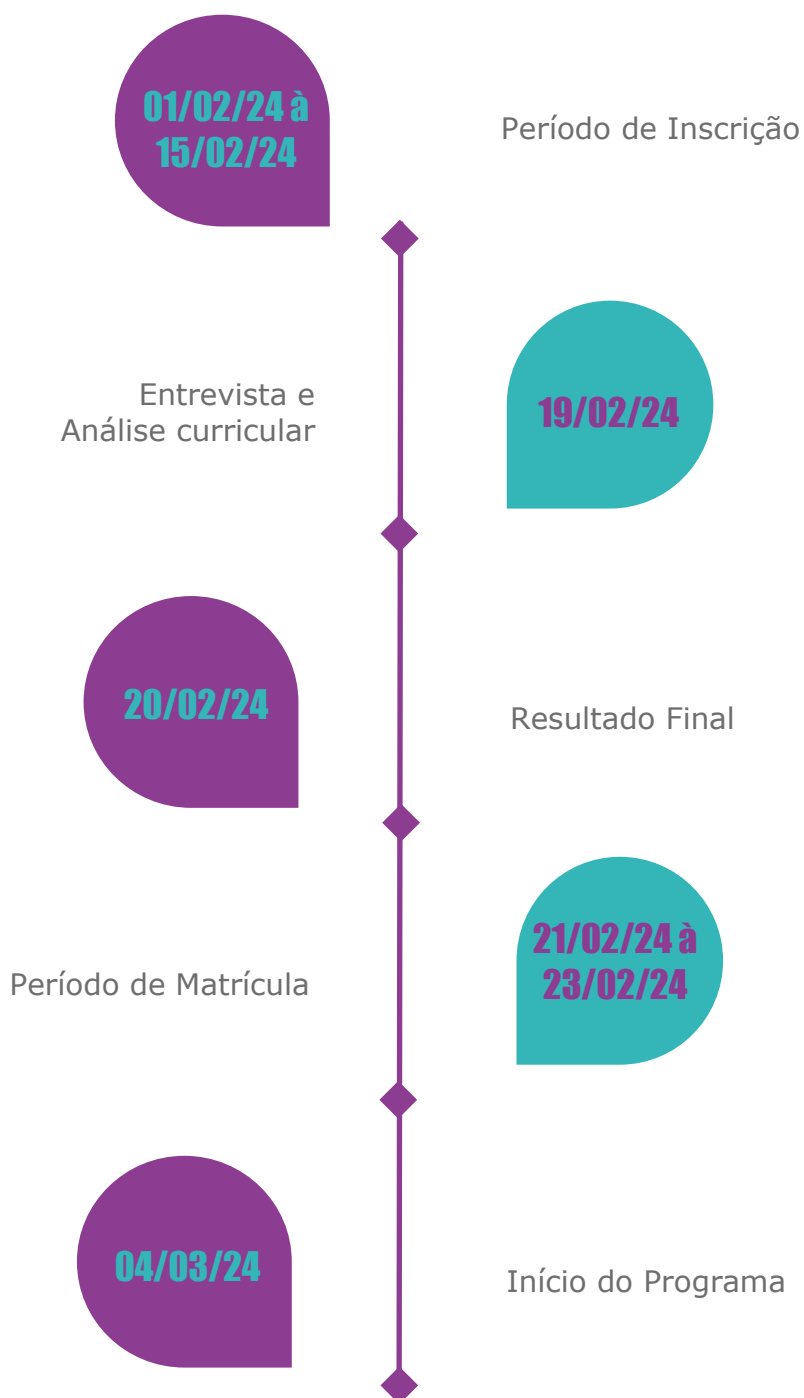 01/02/24 à
15/02/24
Período de Inscrição
Entrevista e
Análise curricular
19/02/24
20/02/24
Resultado Final
Período de Matrícula
21/02/24 à
23/02/24
04/03/24
Início do Programa